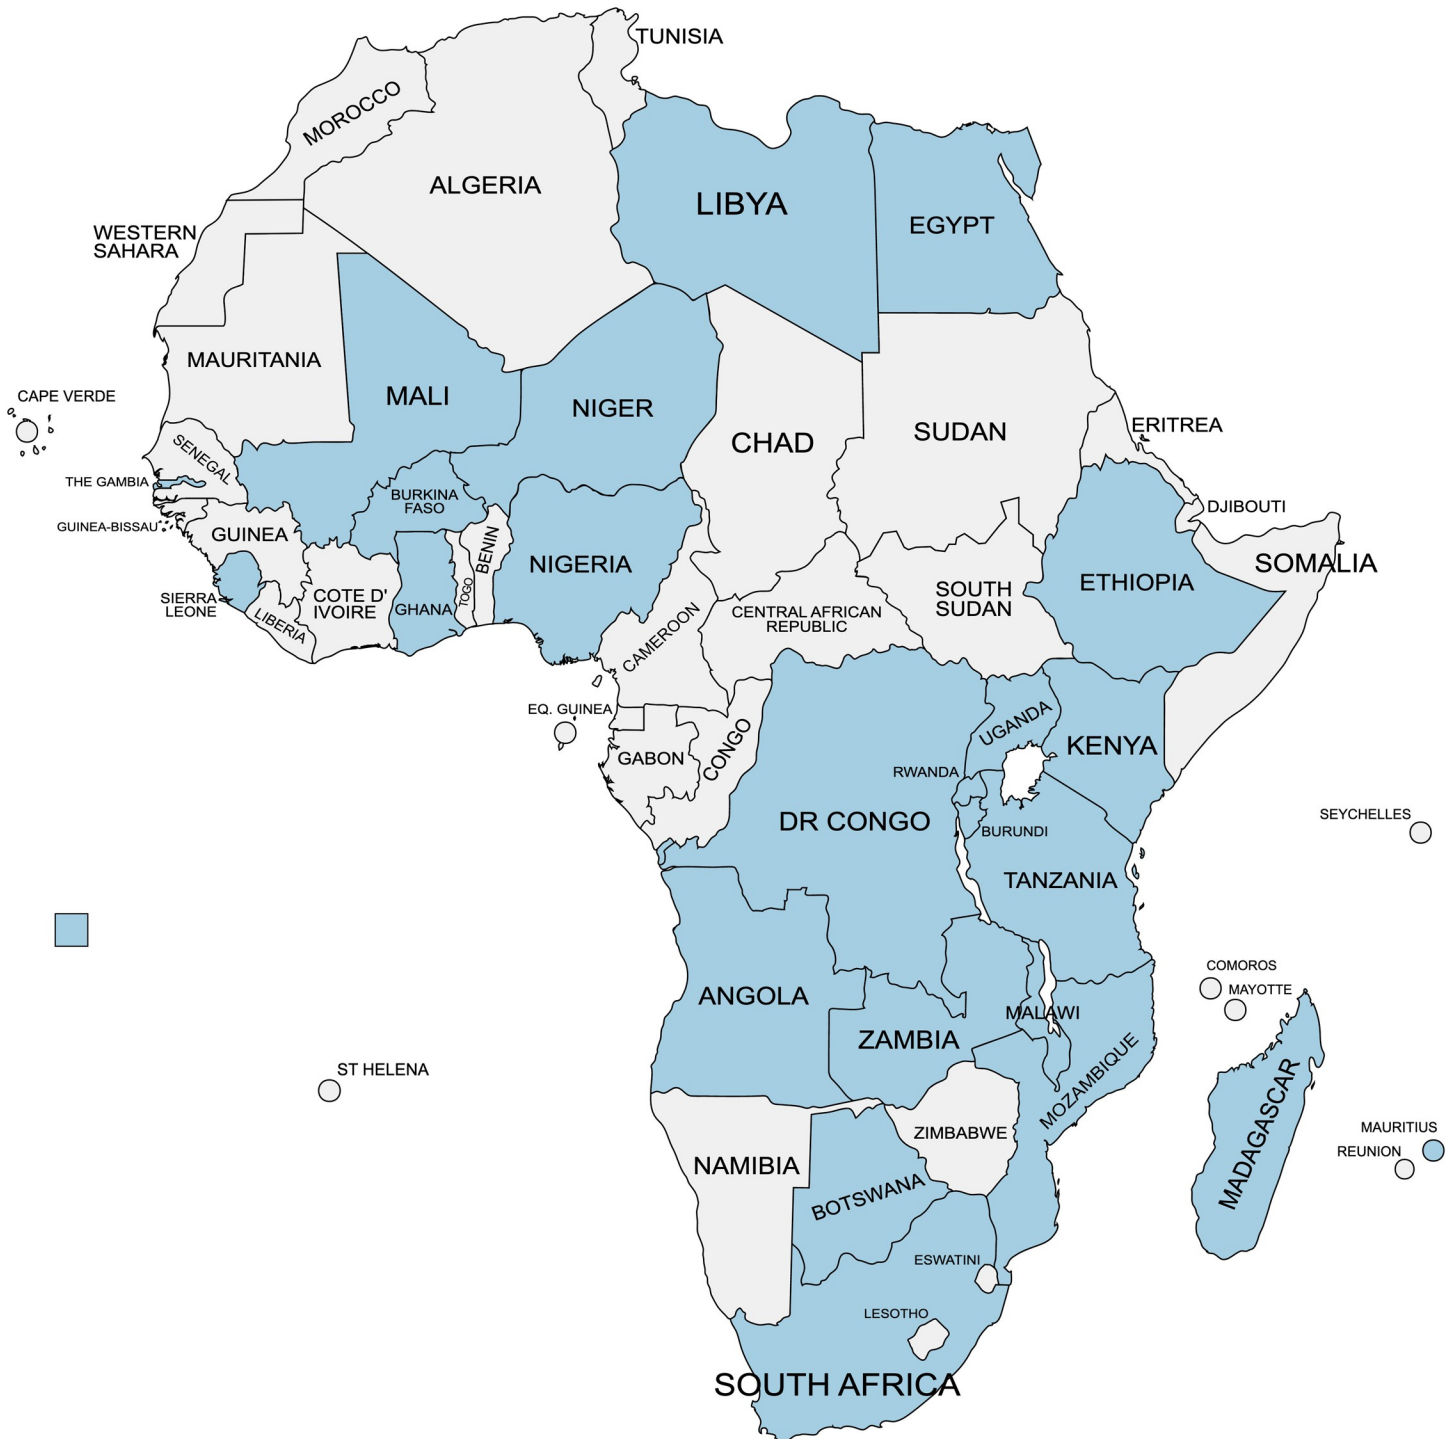 TUNISIA
MOROCCO
ALGERIA
LIBYA
EGYPT
WESTERN
SAHARA
MAURITANIA
MALI
NIGER
CHAD
SUDAN
ERITREA
CAPE VERDE
SENEGAL
THE GAMBIA
BURKINA
FASO
DJIBOUTI
GUINEA-BISSAU
GUINEA
BENIN
NIGERIA
SOMALIA
ETHIOPIA
SIERRA
LEONE
LIBERIA
COTE D'
IVOIRE
GHANA
TOGO
SOUTH
SUDAN
CENTRAL AFRICAN
REPUBLIC
CAMEROON
EQ. GUINEA
GABON
CONGO
UGANDA
KENYA
RWANDA
DR CONGO
BURUNDI
SEYCHELLES
TANZANIA
COMOROS
MAYOTTE
ANGOLA
MALAWI
ZAMBIA
MOZAMBIQUE
ST HELENA
MADAGASCAR
ZIMBABWE
MAURITIUS
REUNION
NAMIBIA
BOTSWANA
ESWATINI
LESOTHO
SOUTH AFRICA